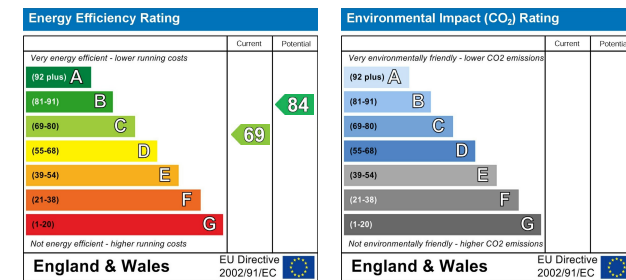 Energy Efficiency Rating
Current Potential
Very energy efficient - lower running costs
(92 plus) A
(81-91) B
(69-80) C
(55-68) D
(39-54) E
(21-38) F
(1-20) G
69
84
Not energy efficient - higher running costs
England & Wales
EU Directive
2002/91/EC
Environmental Impact (CO₂) Rating
Current Potential
Very environmentally friendly - lower CO2 emissions
(92 plus) A
(81-91) B
(69-80) C
(55-68) D
(39-54) E
(21-38) F
(1-20) G
Not environmentally friendly - higher CO2 emissions
England & Wales
EU Directive
2002/91/EC